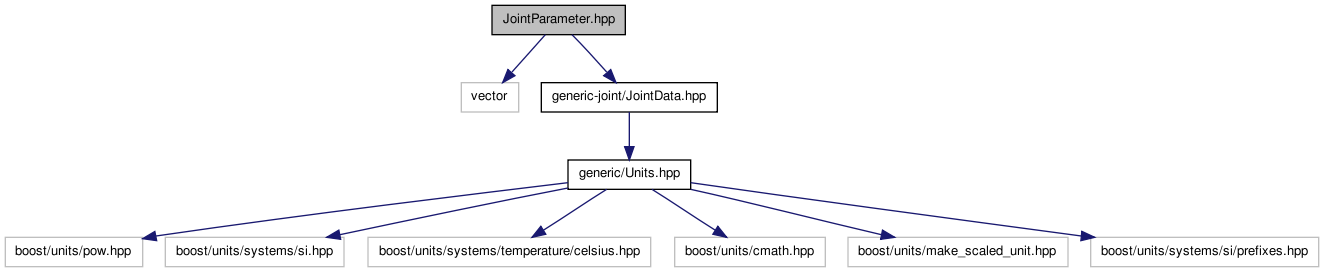 JointParameter.hpp
vector
generic-joint/JointData.hpp
generic/Units.hpp
boost/units/pow.hpp
boost/units/systems/si.hpp
boost/units/systems/temperature/celsius.hpp
boost/units/cmath.hpp
boost/units/make_scaled_unit.hpp
boost/units/systems/si/prefixes.hpp